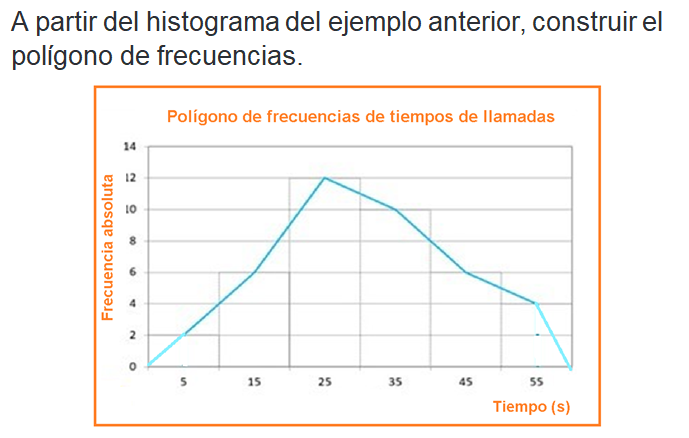 A partir del histograma del ejemplo anterior, construir el
polígono de frecuencias.
Polígono de frecuencias de tiempos de llamadas
Frecuencia absoluta
14
12
10
8
6
4
2
0
5 15 25 35 45 55
Tiempo (s)